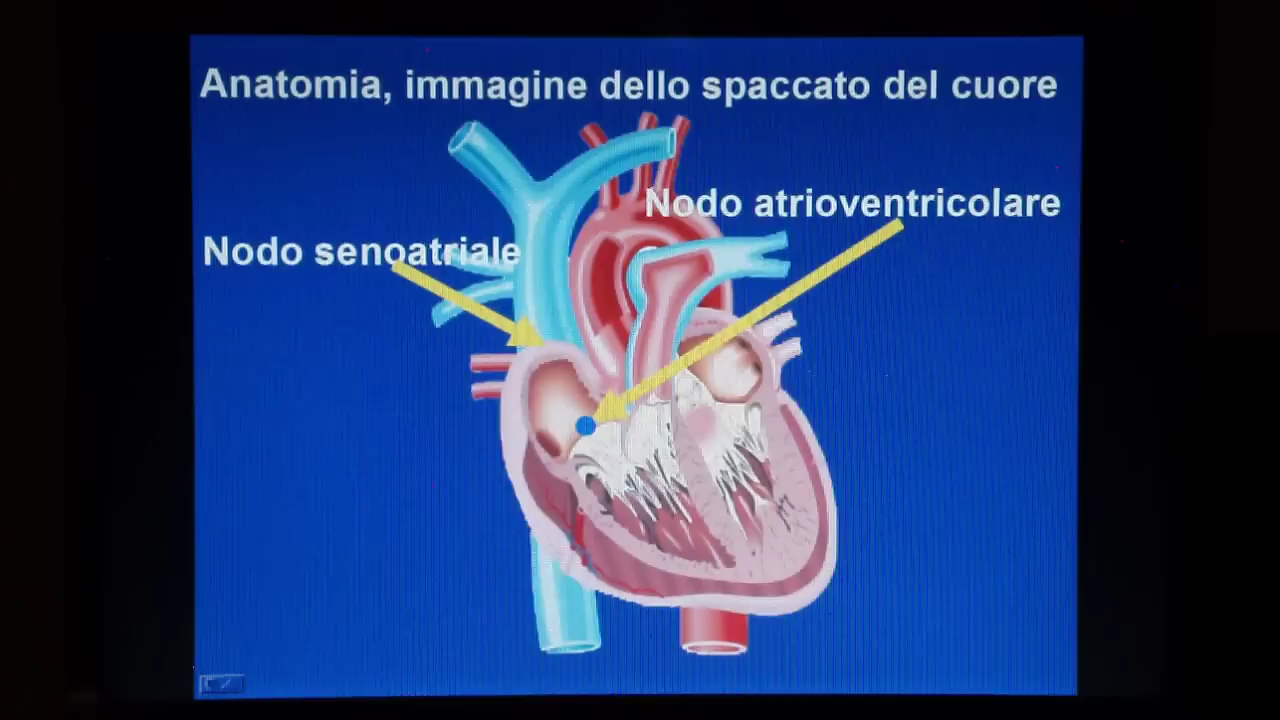 Anatomia, immagine dello spaccato del cuore
Nodo atrioventricolare
Nodo senoatriale